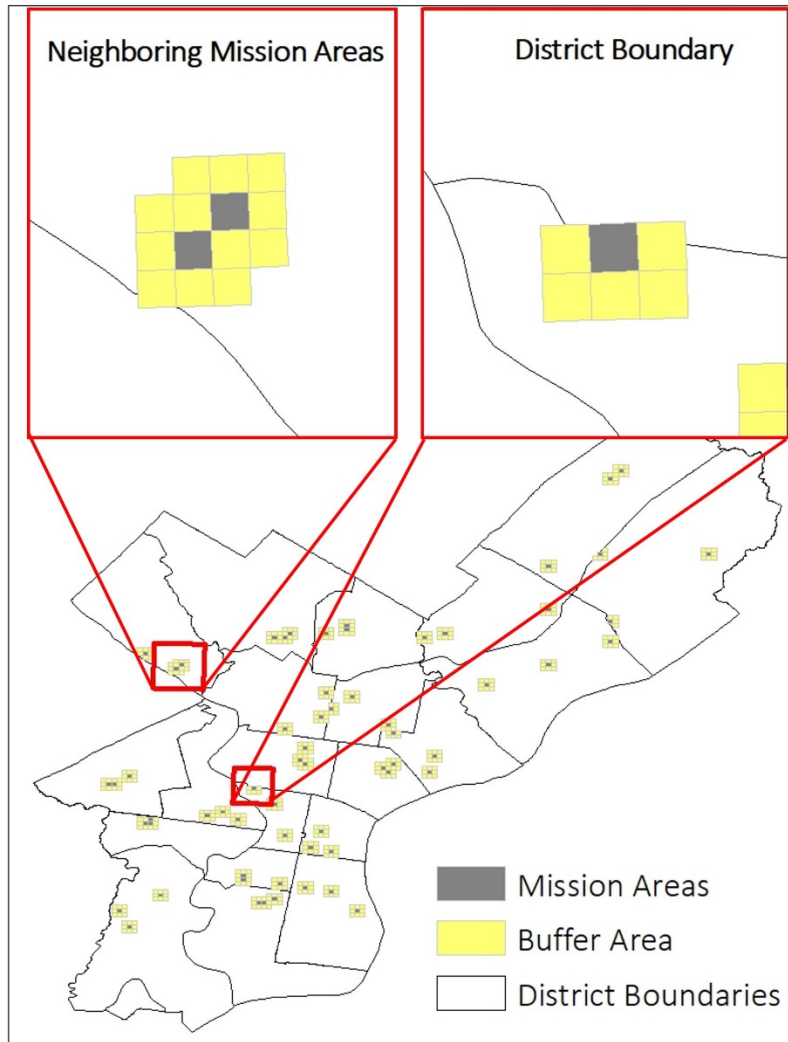 Neighboring Mission Areas
District Boundary
Mission Areas
Buffer Area
District Boundaries